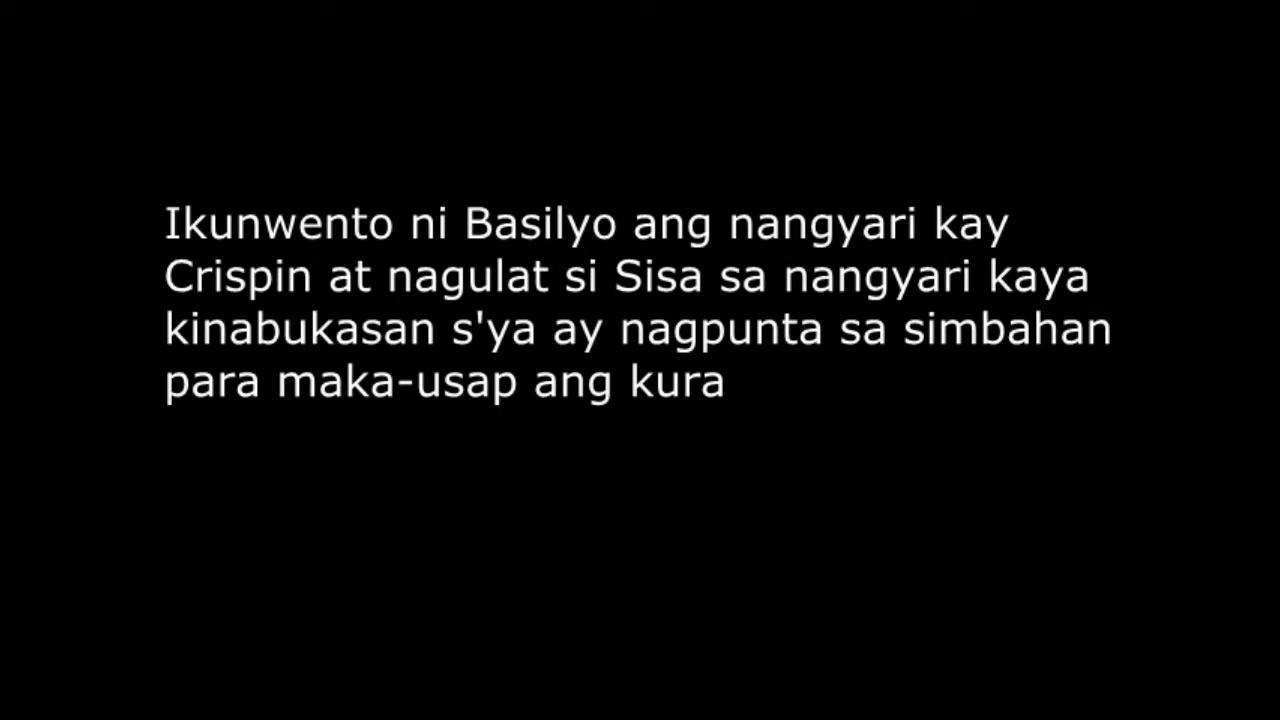 Ikunwento ni Basilyo ang nangyari kay
Crispin at nagulat si Sisa sa nangyari kaya
kinabukasan s'ya ay nagpunta sa simbahan
para maka-usap ang kura